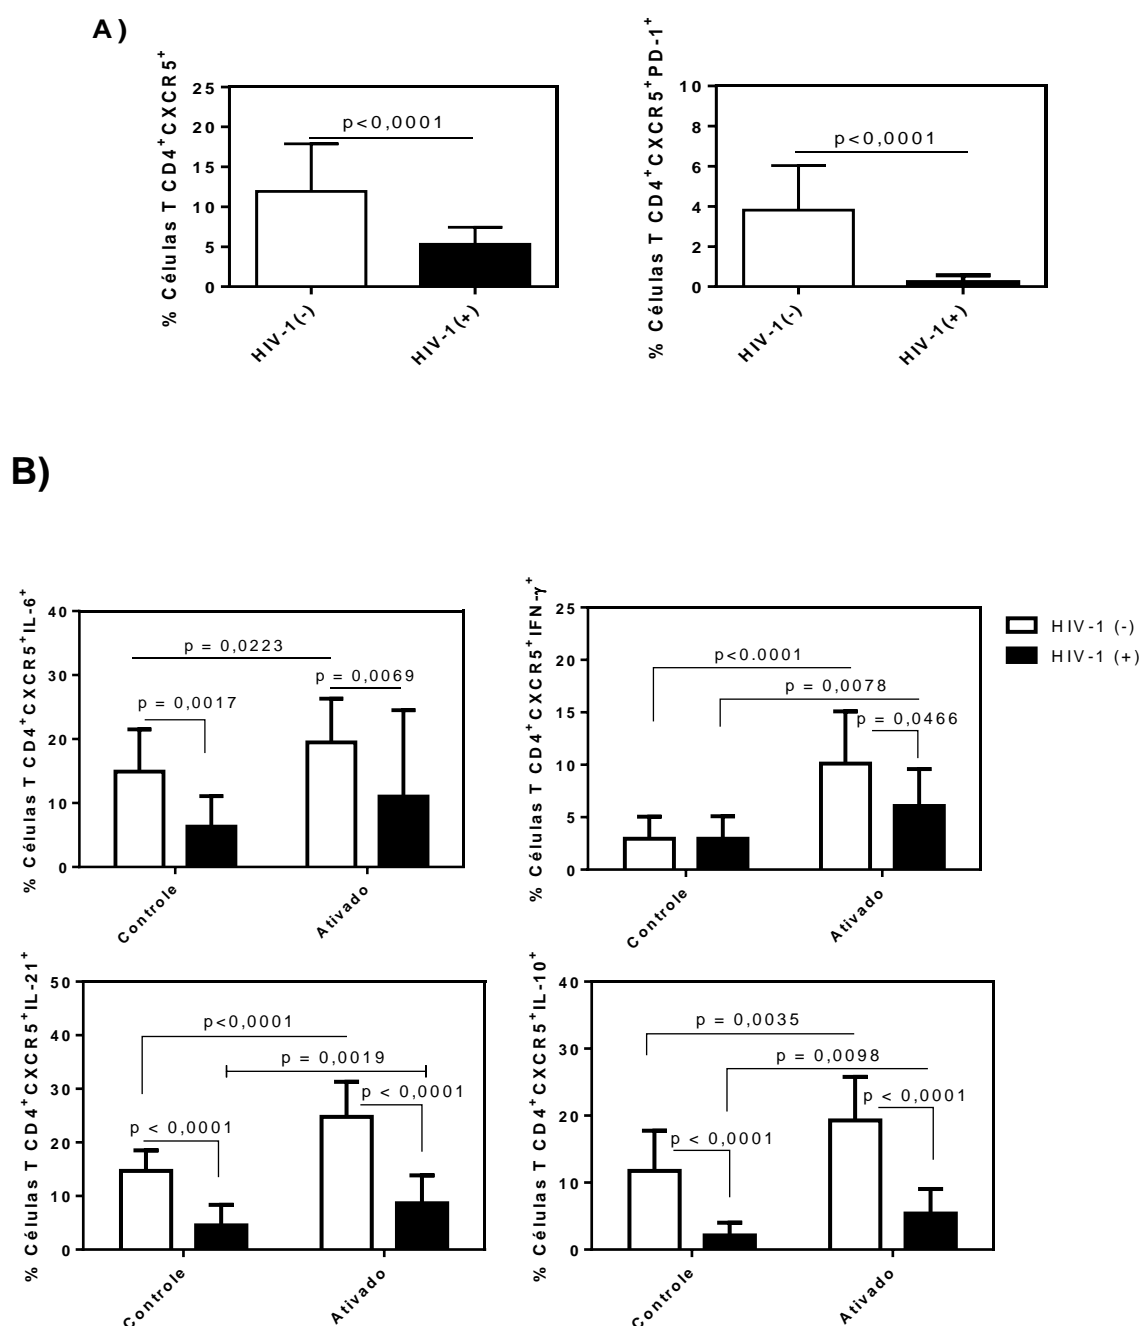 A )
% Células T CD4+CXCR5+
25
20
15
10
5
0
p<0,0001
HIV-1(-)
HIV-1(+)
% Células T CD4+CXCR5+PD-1+
10
8
6
4
2
0
p<0,0001
HIV-1(-)
HIV-1(+)
B)
% Células T CD4+CXCR5+IL-6+
40
30
20
10
0
p = 0,0223
p = 0,0069
p = 0,0017
Controle
Ativado
% Células T CD4+CXCR5+IFN-γ+
25
20
15
10
5
0
p<0.0001
p = 0,0078
p = 0,0466
Controle
Ativado
HIV-1 (-)
HIV-1 (+)
% Células T CD4+CXCR5+IL-21+
50
40
30
20
10
0
p<0,0001
p = 0,0019
p < 0,0001
p < 0,0001
Controle
Ativado
% Células T CD4+CXCR5+IL-10+
40
30
20
10
0
p = 0,0035
p = 0,0098
p < 0,0001
p < 0,0001
Controle
Ativado